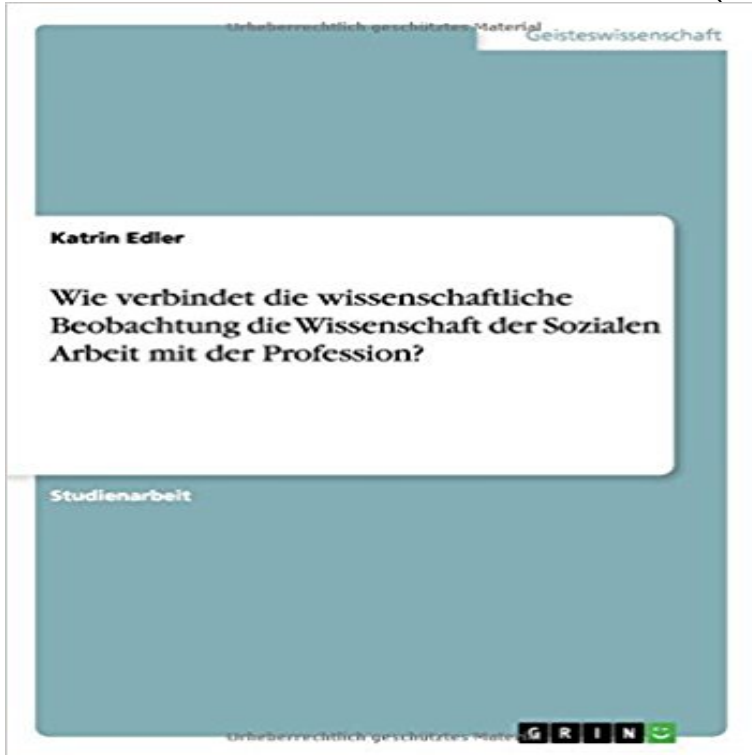 Urheberrechtlich geschütztes Material
Geisteswissenschaft
Katrin Edler
Wie verbindet die wissenschaftliche
Beobachtung die Wissenschaft der Sozialen
Arbeit mit der Profession?
Studienarbeit
Urheberrechtlich geschütztes
GRIN